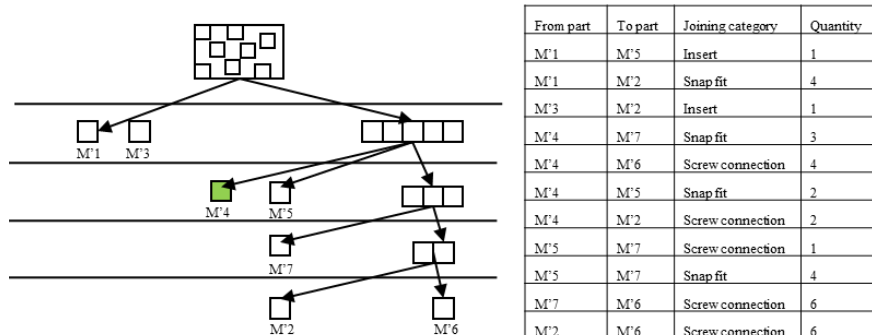 M'1 M'3
M'4 M'5
M'7
M'2 M'6
From part To part Joining category Quantity
M'1 M'5 Insert 1
M'1 M'2 Snap fit 4
M'3 M'2 Insert 1
M'4 M'7 Snap fit 3
M'4 M'6 Screw connection 4
M'4 M'5 Snap fit 2
M'4 M'2 Screw connection 2
M'5 M'7 Screw connection 1
M'5 M'7 Snap fit 4
M'7 M'6 Screw connection 6
M'2 M'6 Screw connection 6